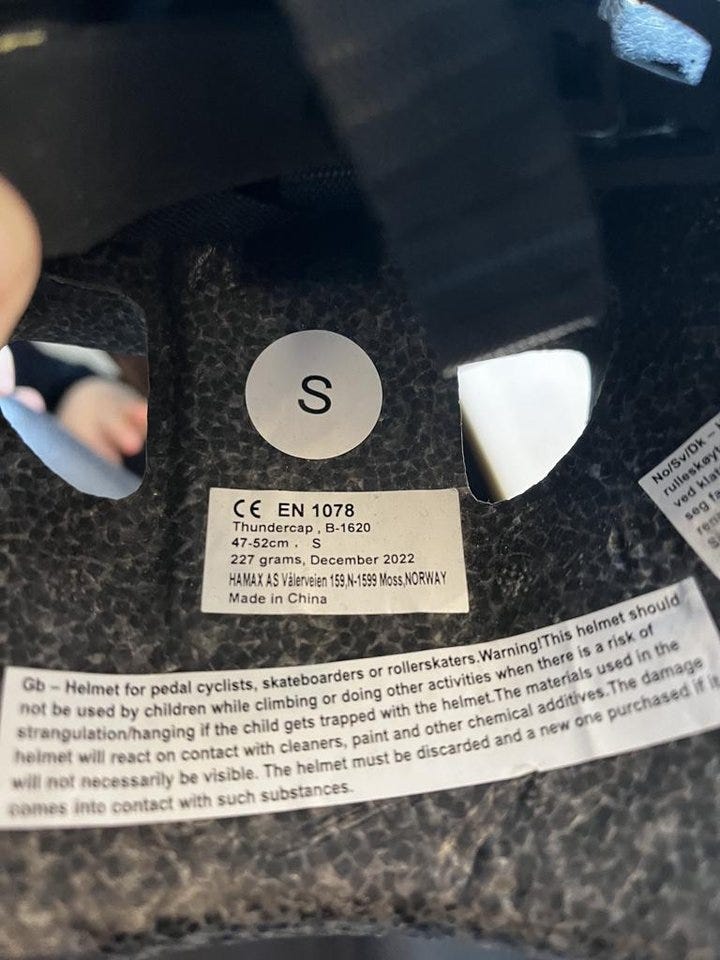 S
CE EN 1078
Thundercap , B-1620
47-52cm . S
227 grams, December 2022
HAMAX AS Vålerveien 159,N-1599 Moss,NORWAY
Made in China
Gb – Helmet for pedal cyclists, skateboarders or rollerskaters.Warning!This helmet should
not be used by children while climbing or doing other activities when there is a risk of
strangulation/hanging if the child gets trapped with the helmet.The materials used in the
helmet will react on contact with cleaners, paint and other chemical additives.The damage
will not necessarily be visible. The helmet must be discarded and a new one purchased if it
comes into contact with such substances.
No/Sv/Dk –
rulleskøyt
ved kla
seg f